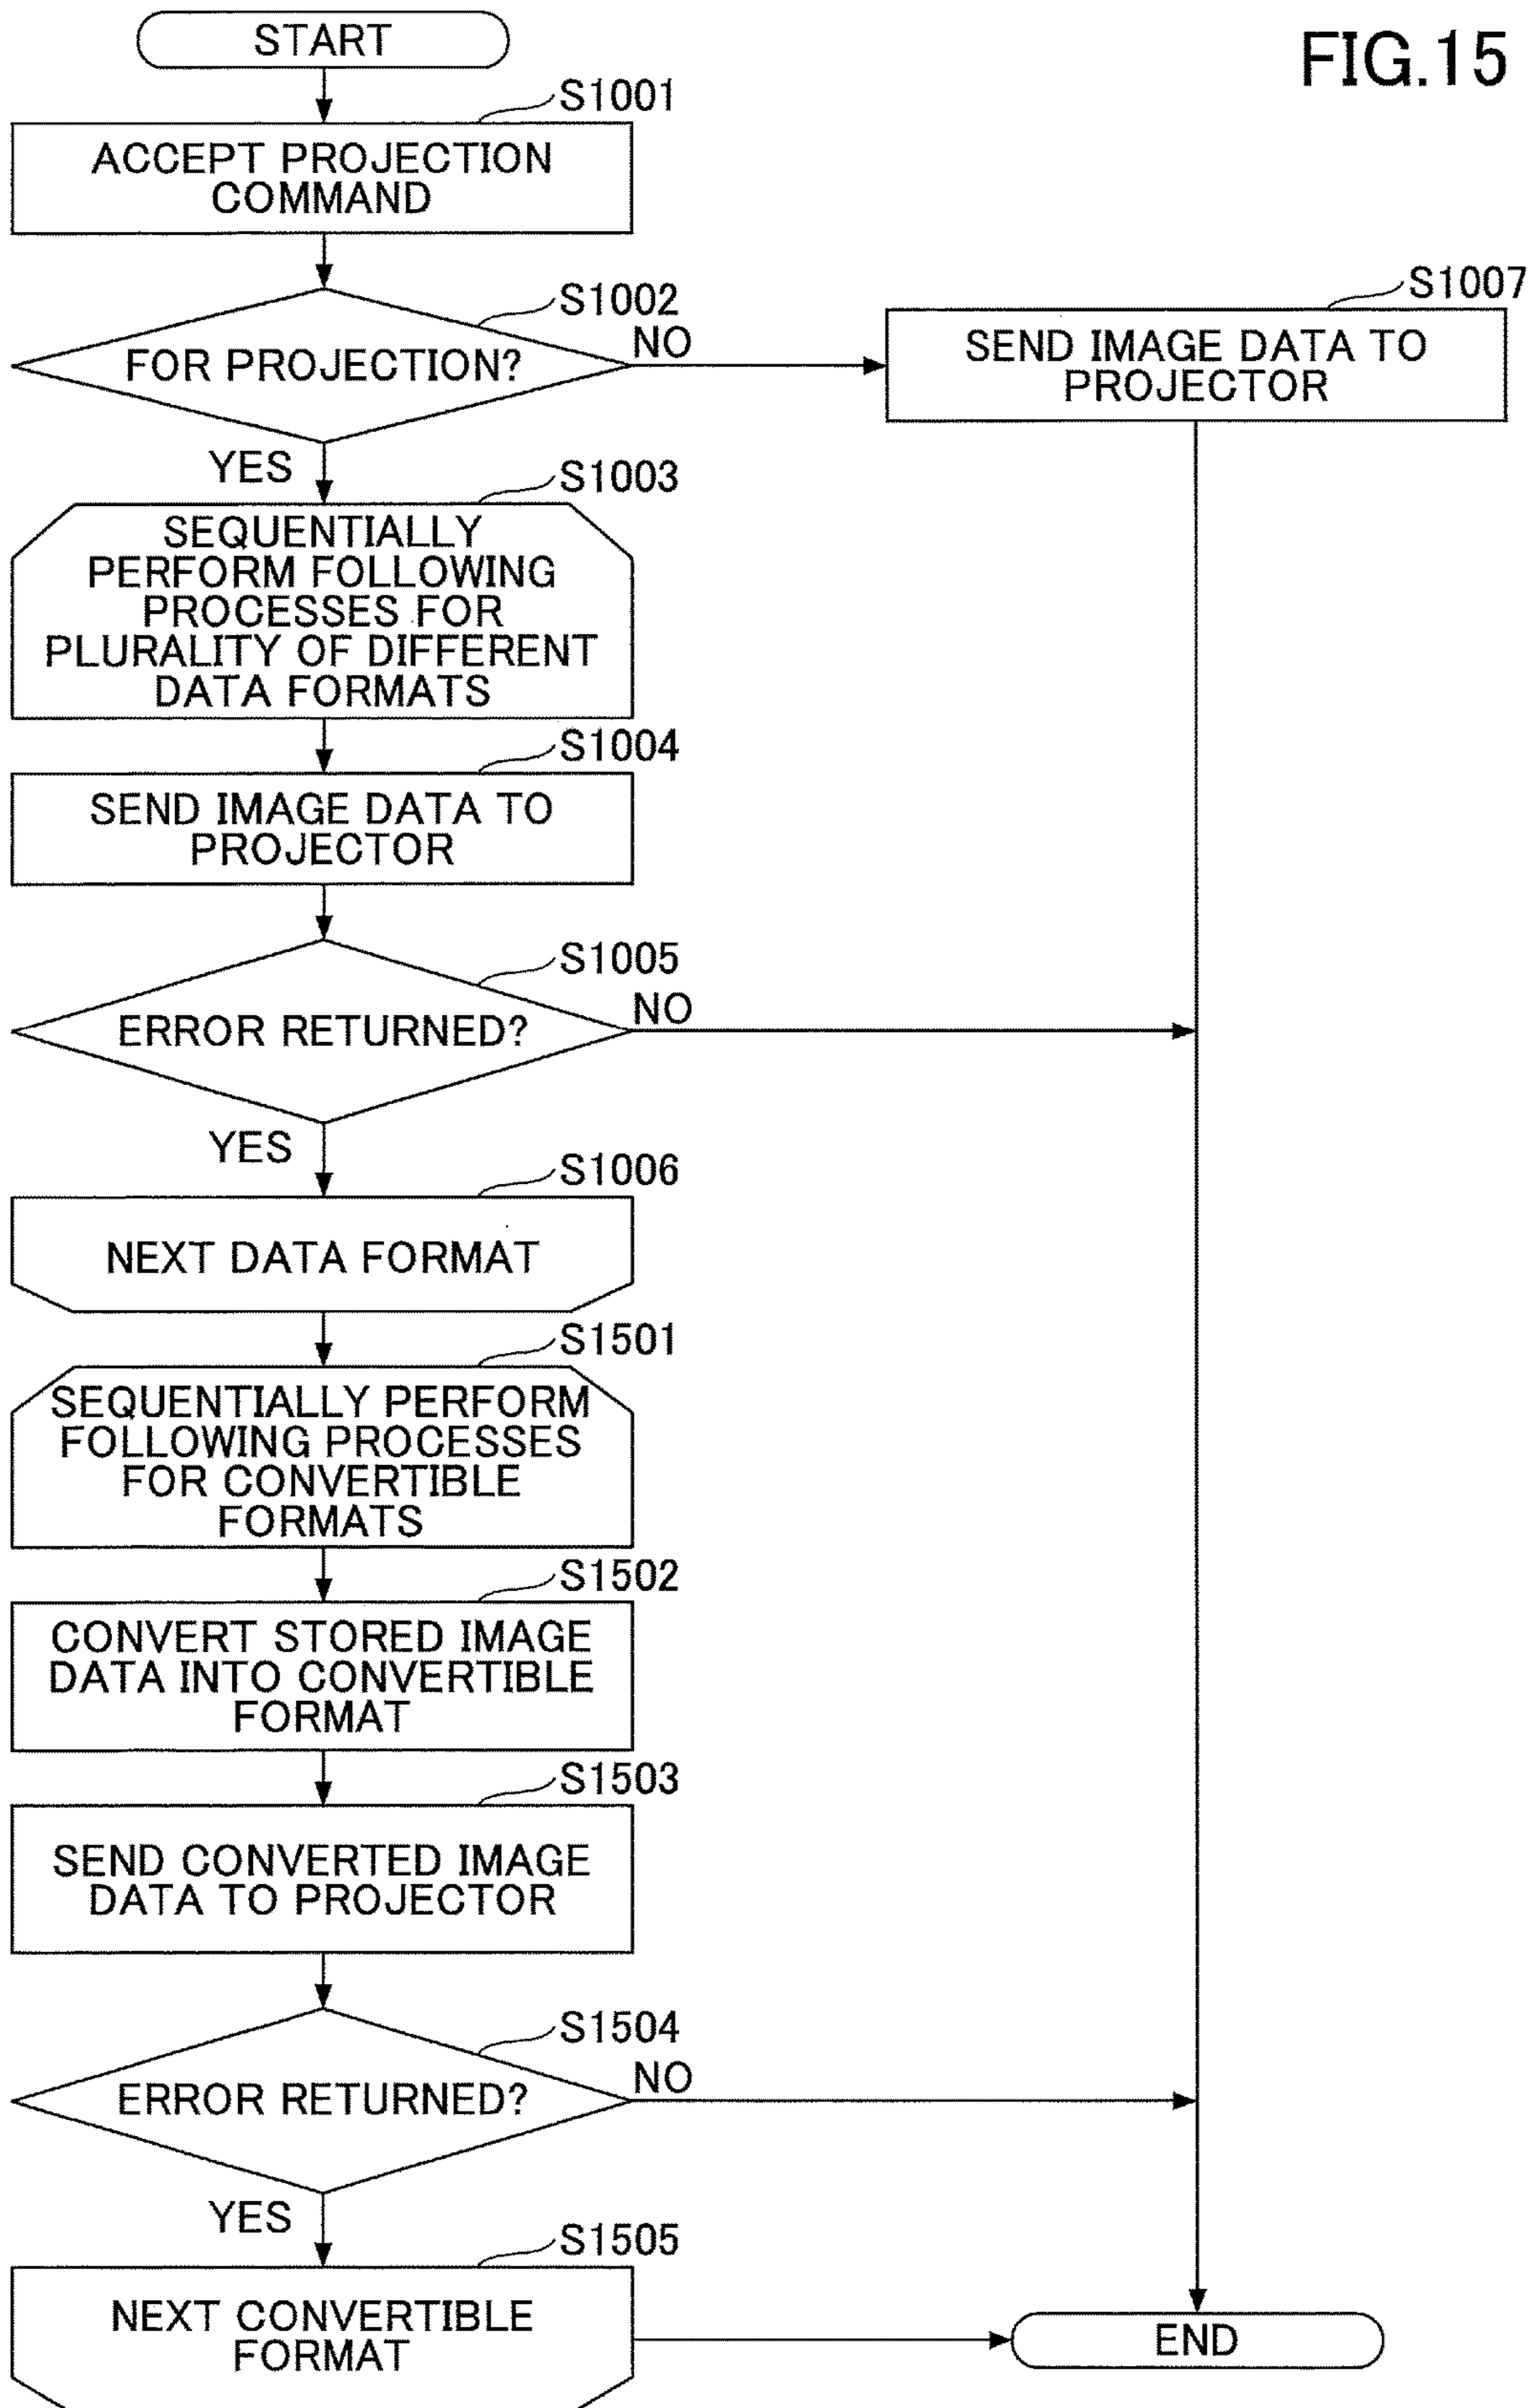 FIG.15
START
S1001
ACCEPT PROJECTION
COMMAND
S1002
FOR PROJECTION?
NO
YES
S1007
SEND IMAGE DATA TO
PROJECTOR
S1003
SEQUENTIALLY
PERFORM FOLLOWING
PROCESSES FOR
PLURALITY OF DIFFERENT
DATA FORMATS
S1004
SEND IMAGE DATA TO
PROJECTOR
S1005
ERROR RETURNED?
NO
YES
S1006
NEXT DATA FORMAT
S1501
SEQUENTIALLY PERFORM
FOLLOWING PROCESSES
FOR CONVERTIBLE
FORMATS
S1502
CONVERT STORED IMAGE
DATA INTO CONVERTIBLE
FORMAT
S1503
SEND CONVERTED IMAGE
DATA TO PROJECTOR
S1504
ERROR RETURNED?
NO
YES
S1505
NEXT CONVERTIBLE
FORMAT
END